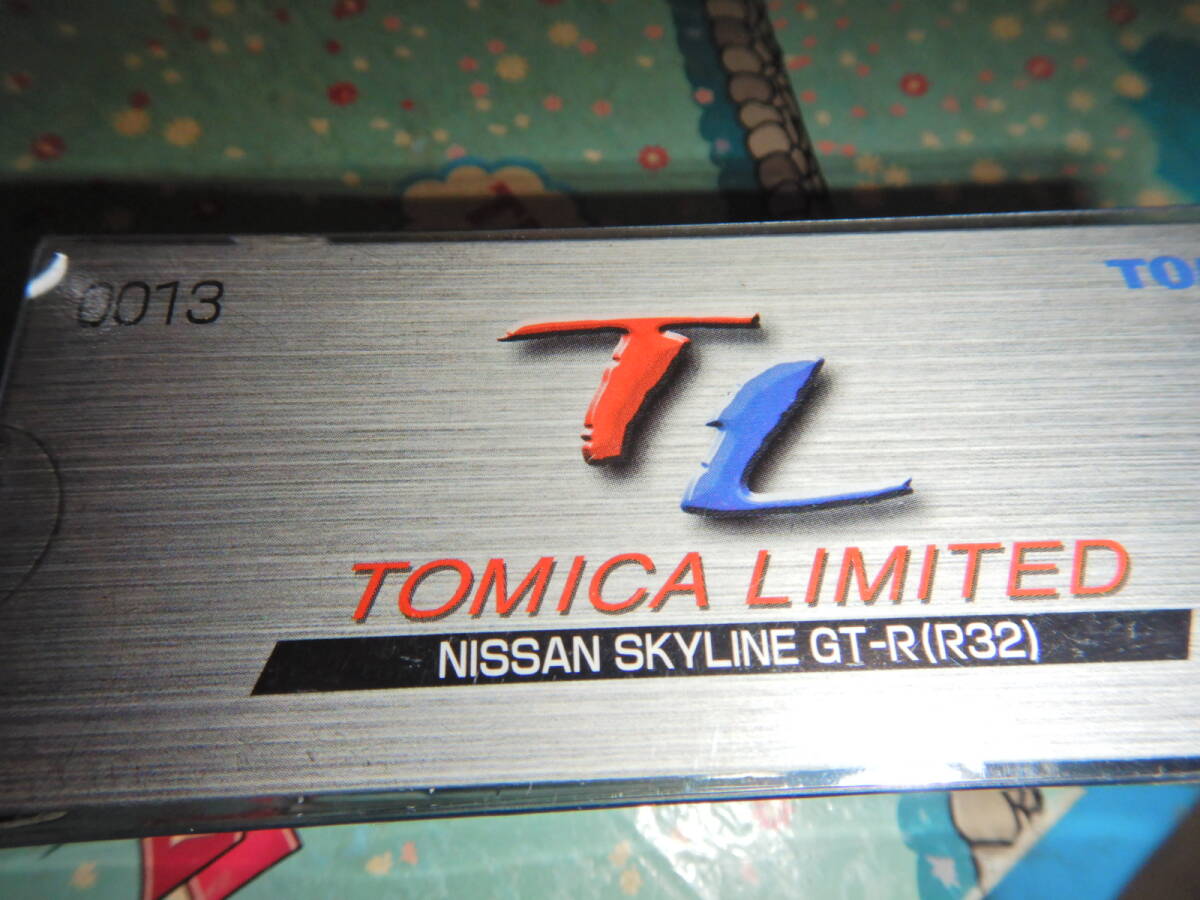 0013
TL
TOMICA LIMITED
NISSAN SKYLINE GT-R(R32)